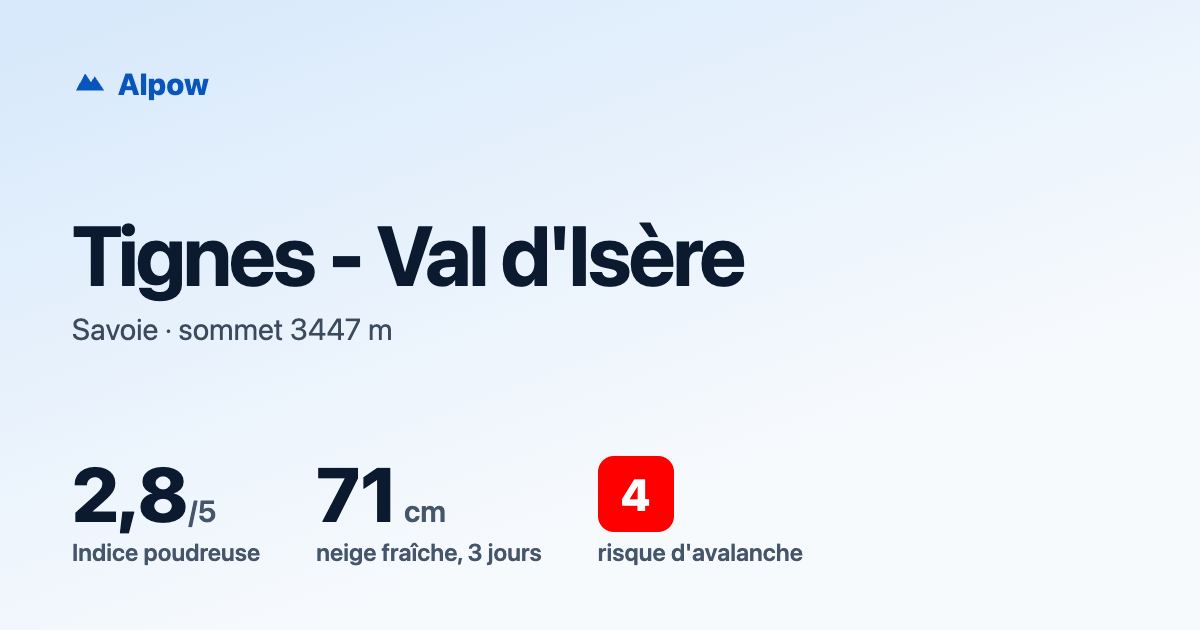 Alpow
Tignes - Val d'Isère
Savoie · sommet 3447 m
2,8/5
Indice poudreuse
71 cm
neige fraîche, 3 jours
4
risque d'avalanche